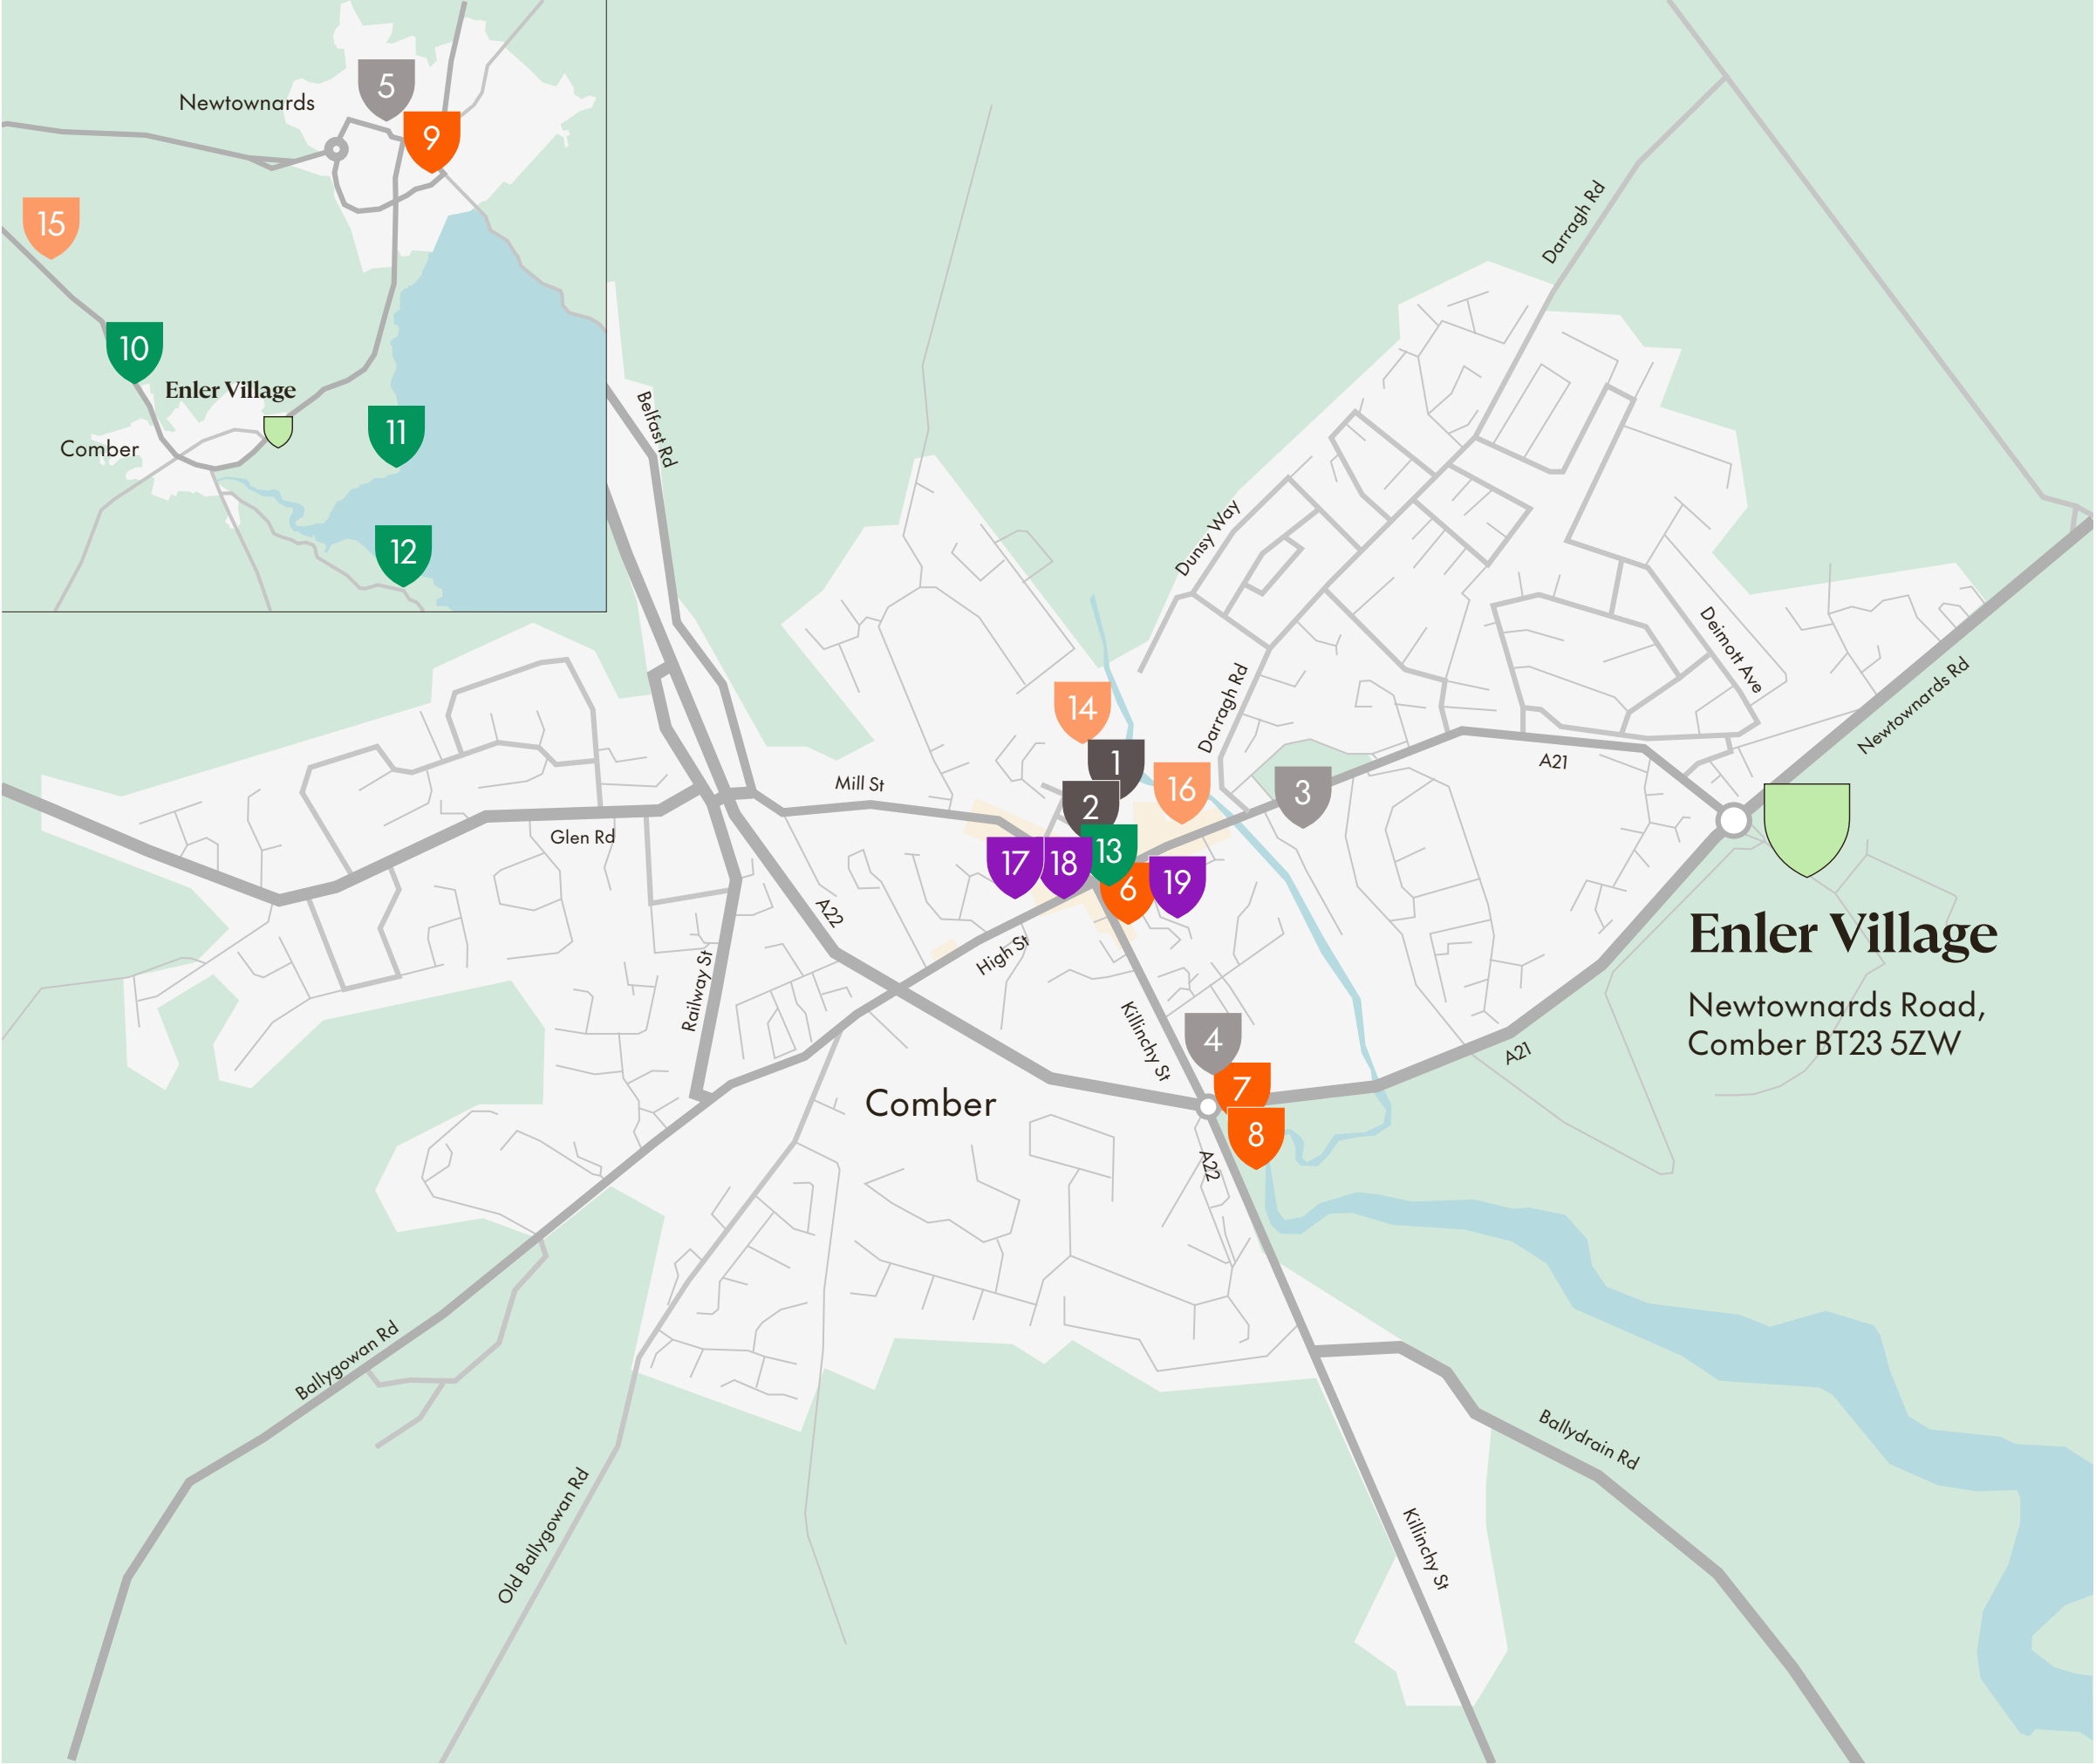 5
Newtownards
9
15
10
Enler Village
11
Comber
12
Belfast Rd
Darragh Rd
Dunsy Way
Deimott Ave
Newtownards Rd
Darragh Rd
14
1
A21
Mill St
16
3
2
Glen Rd
13
17
18
6
19
A22
High St
Railway St
Enler Village
Newtownards Road,
Comber BT23 5ZW
Killinchy St
4
A21
7
Comber
8
A22
Ballygowan Rd
Ballydrain Rd
Old Ballygowan Rd
Killinchy St